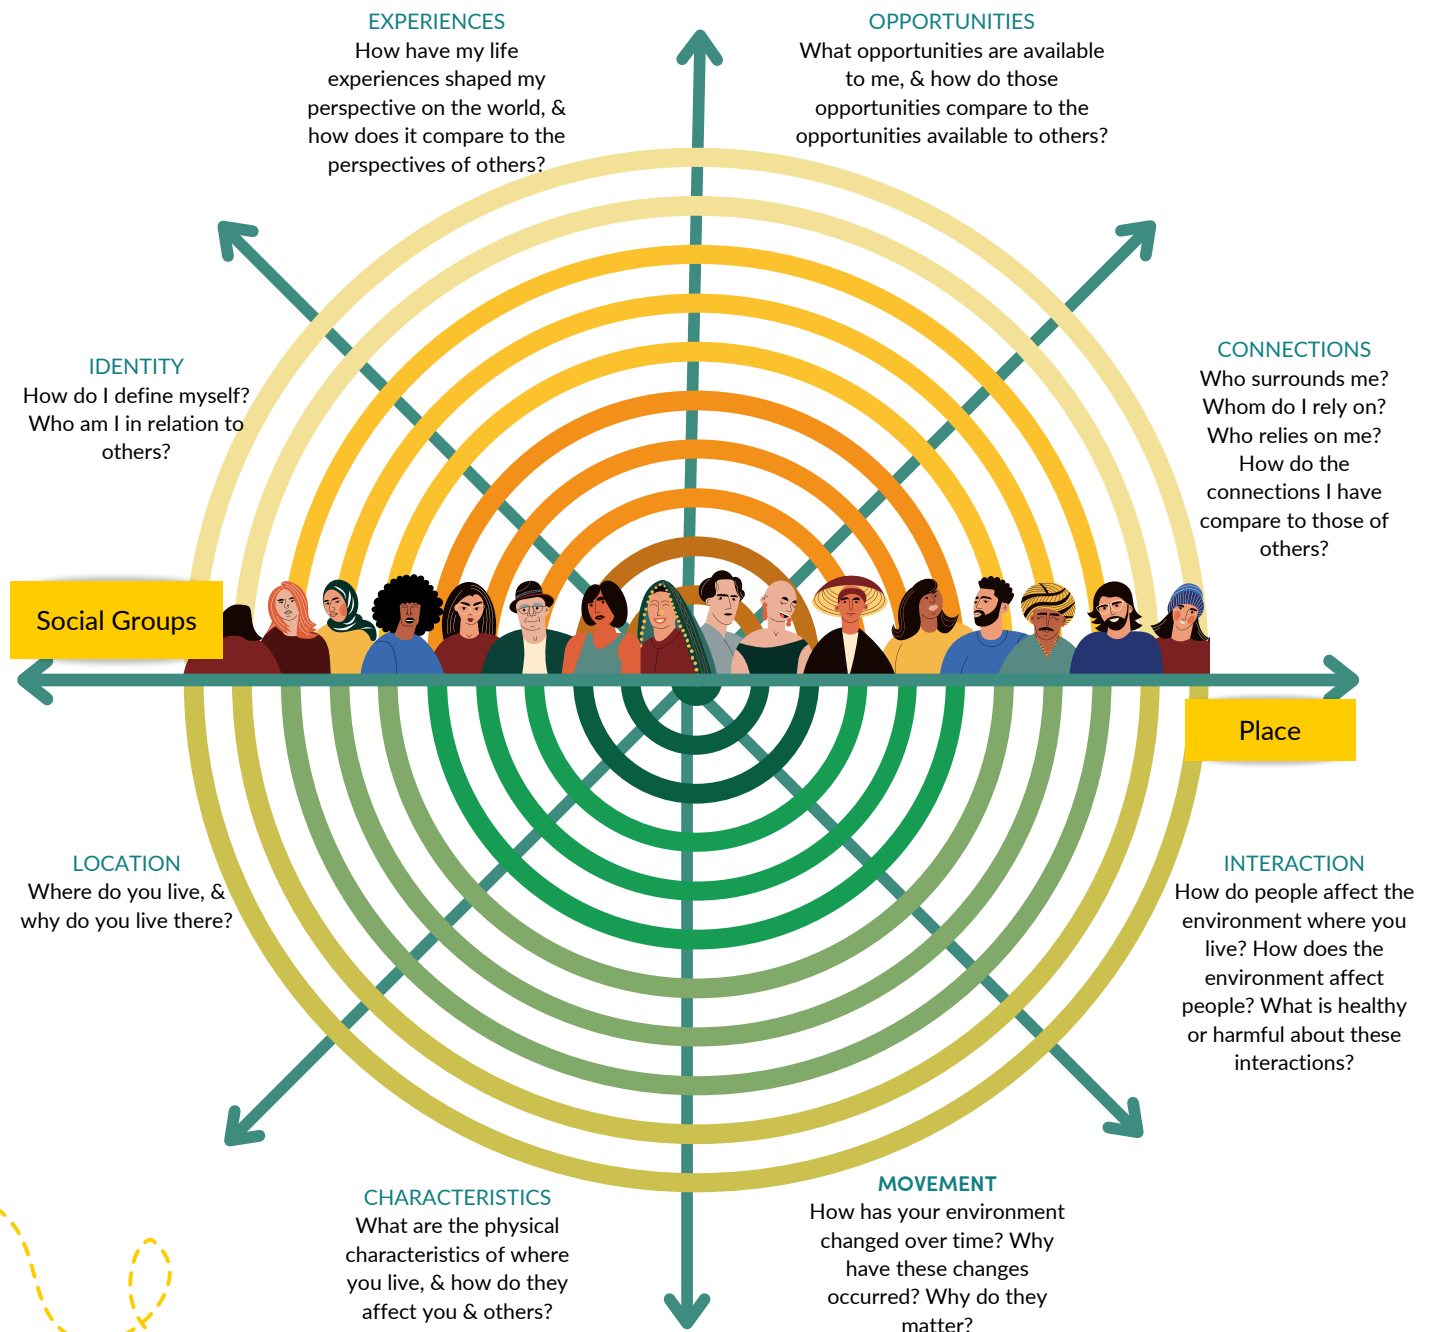 EXPERIENCES
How have my life
experiences shaped my
perspective on the world, &
how does it compare to the
perspectives of others?
OPPORTUNITIES
What opportunities are available
to me, & how do those
opportunities compare to the
opportunities available to others?
IDENTITY
How do I define myself?
Who am I in relation to
others?
CONNECTIONS
Who surrounds me?
Whom do I rely on?
Who relies on me?
How do the
connections I have
compare to those of
others?
Social Groups
Place
LOCATION
Where do you live, &
why do you live there?
INTERACTION
How do people affect the
environment where you
live? How does the
environment affect
people? What is healthy
or harmful about these
interactions?
CHARACTERISTICS
What are the physical
characteristics of where
you live, & how do they
affect you & others?
MOVEMENT
How has your environment
changed over time? Why
have these changes
occurred? Why do they
matter?